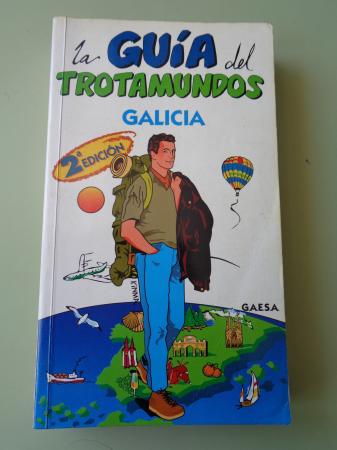 La GUÍA del
TROTAMUNDOS
GALICIA
2ª EDICIÓN
GAESA